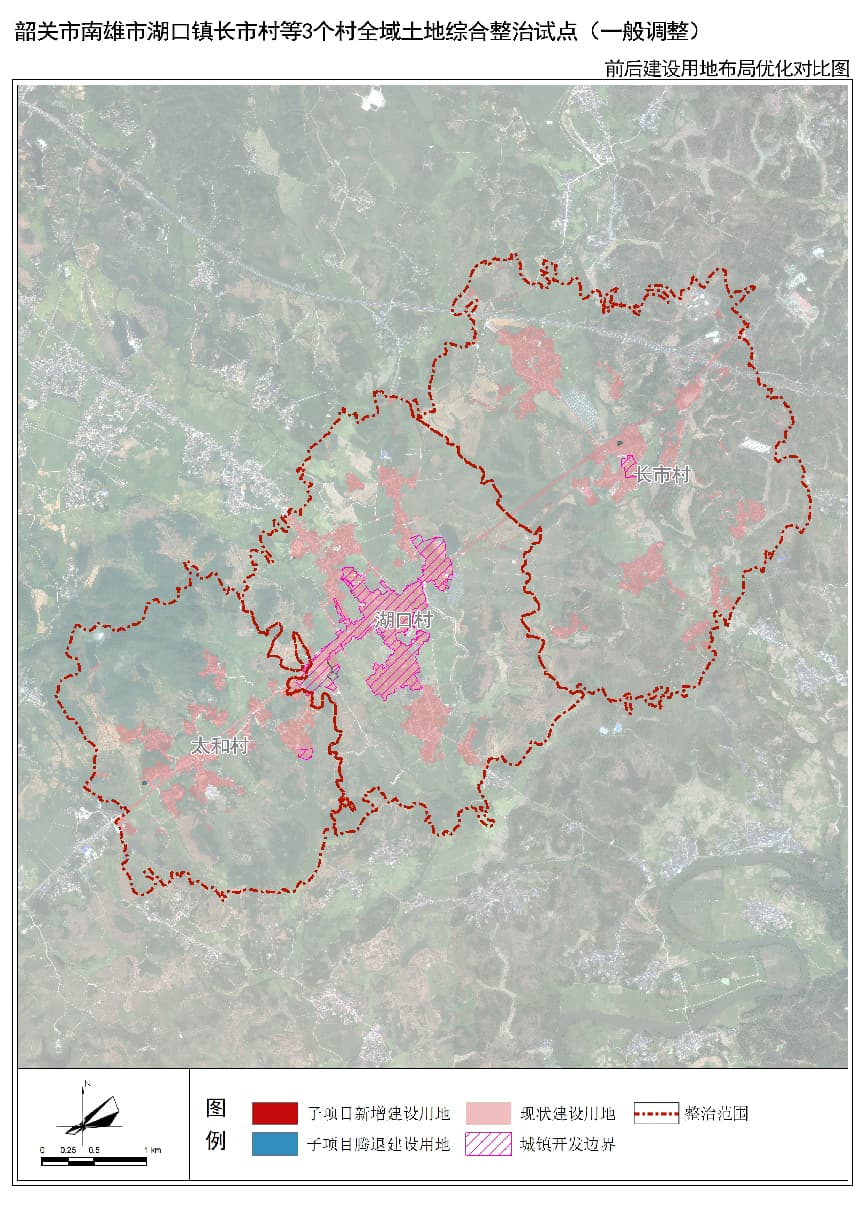 韶关市南雄市湖口镇长市村等3个村全域土地综合整治试点（一般调整）
前后建设用地布局优化对比图
长市村
湖口村
太和村
N
0 0.25 0.5 1 km
图例
子项目新增建设用地
现状建设用地
整治范围
子项目腾退建设用地
城镇开发边界